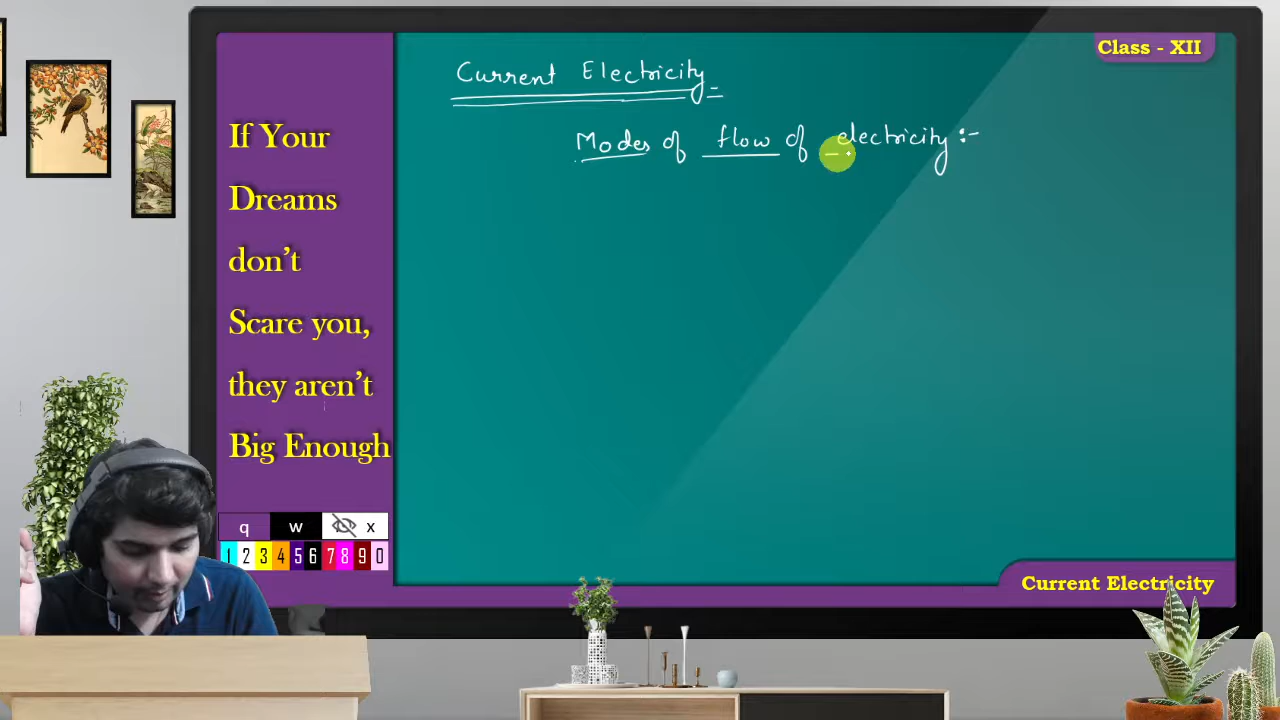 Class - XII
Current Electricity
Modes of flow of electricity :-
If Your
Dreams
don't
Scare you,
they aren't
Big Enough
q w x
1 2 3 4 5 6 7 8 9 0
Current Electricity